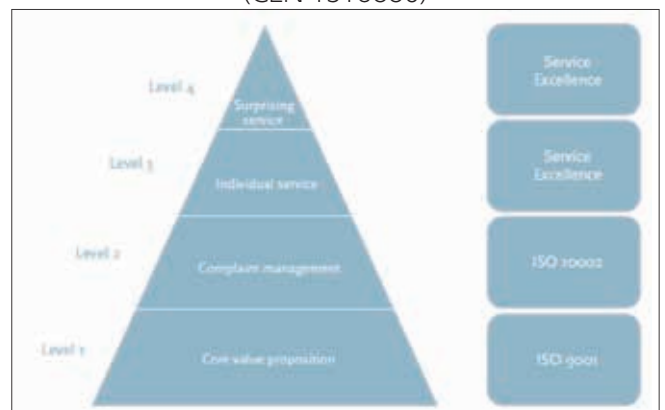 Level 4
Surprising
service
Service
Excellence
Level 3
Individual service
Service
Excellence
Level 2
Complaint management
ISO 10002
Level 1
Core value proposition
ISO 9001